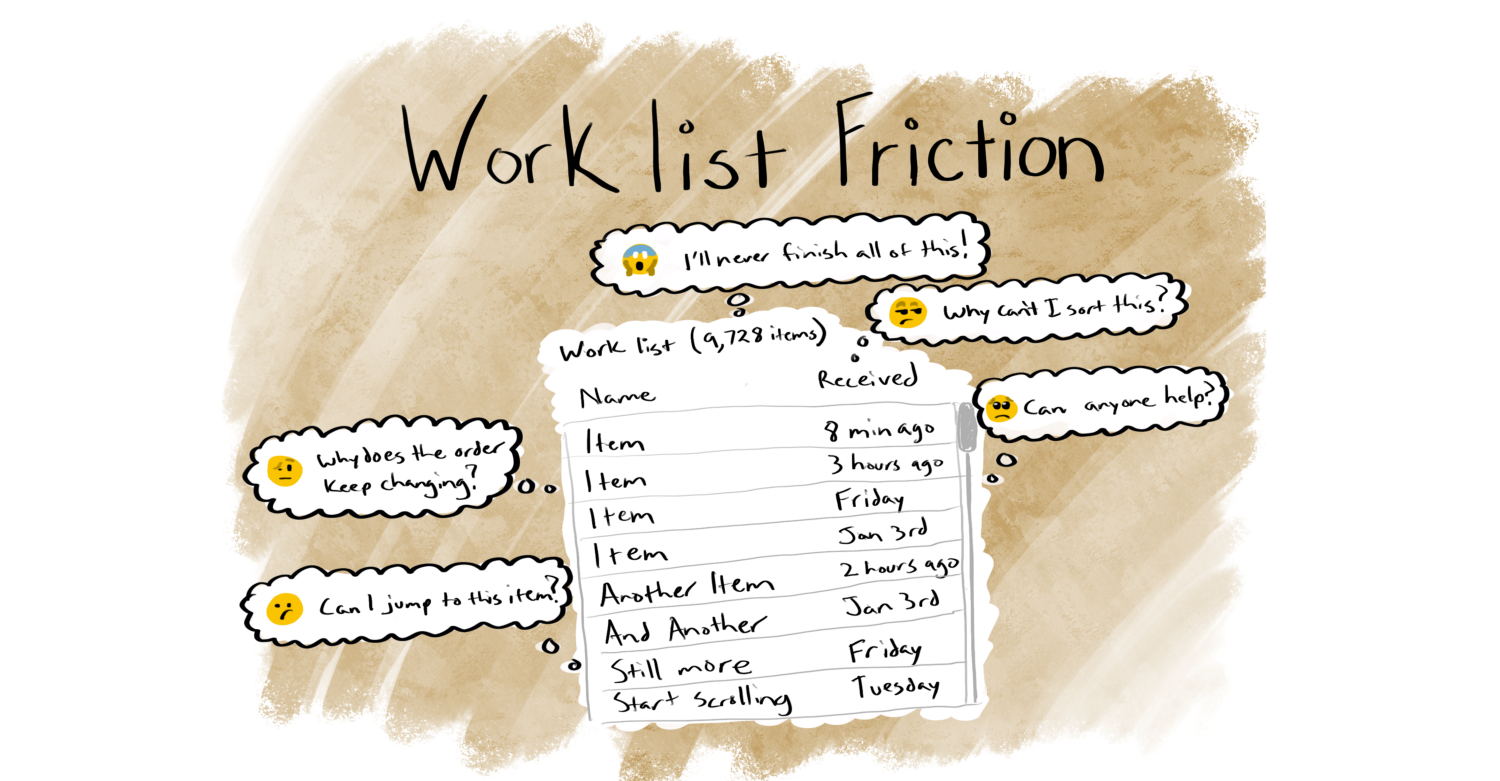 Work list Friction
I'll never finish all of this!
Why can't I sort this?
Work list (9,728 items)
Can anyone help?
Name Received
Item 8 min ago
Item 3 hours ago
Item Friday
Item Jan 3rd
Another Item 2 hours ago
And Another Jan 3rd
Still more Friday
Start Scrolling Tuesday
Why does the order
Keep changing?
Can I jump to this item?